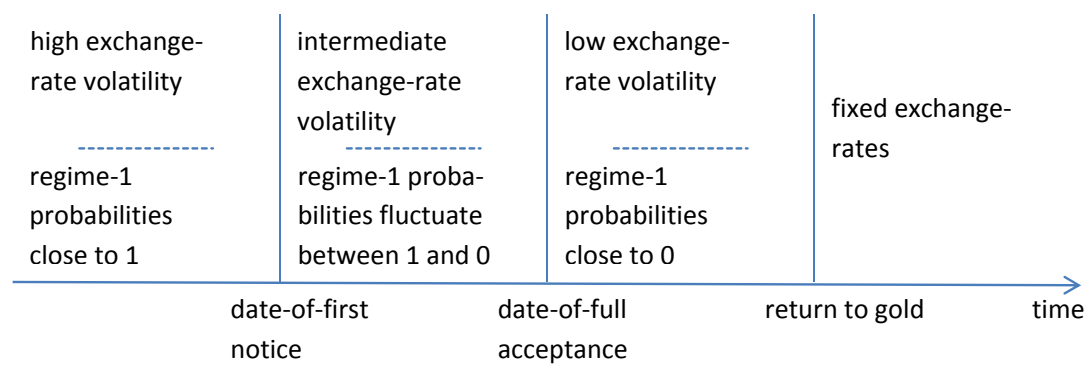 high exchange-
rate volatility
regime-1
probabilities
close to 1
intermediate
exchange-rate
volatility
regime-1 proba-
bilities fluctuate
between 1 and 0
low exchange-
rate volatility
regime-1
probabilities
close to 0
fixed exchange-
rates
date-of-first
notice
date-of-full
acceptance
return to gold
time